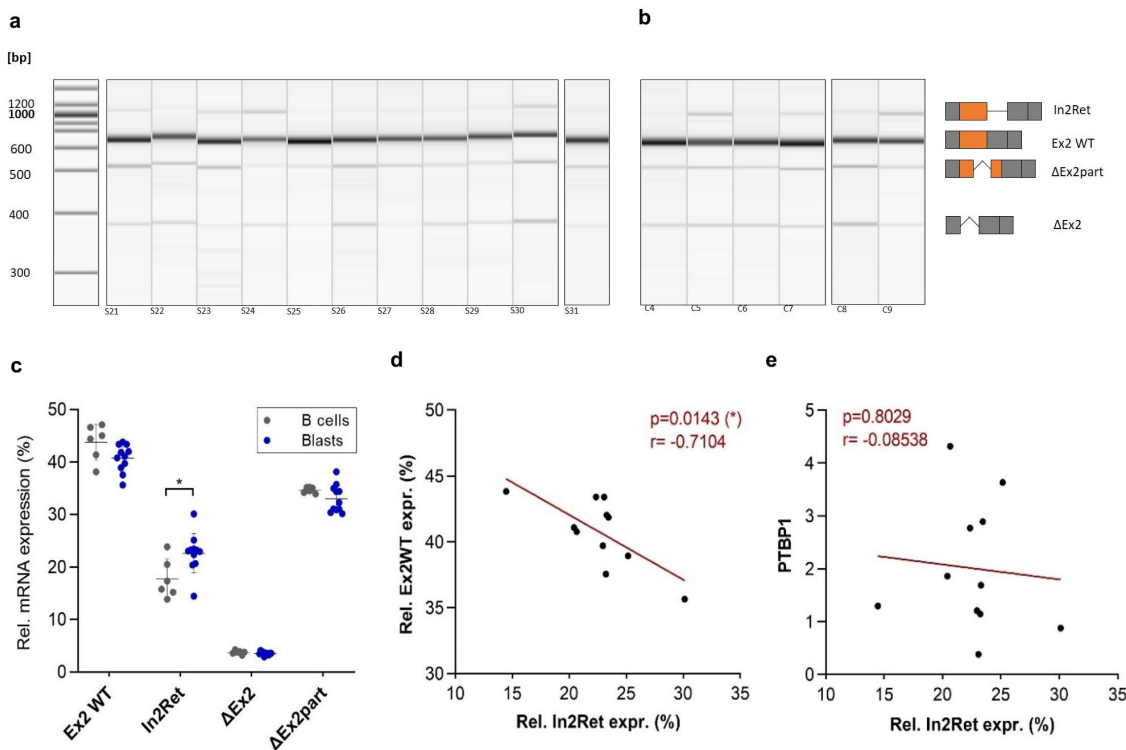 a
b
[bp]
1200
1000
600
500
400
300
S21 S22 S23 S24 S25 S26 S27 S28 S29 S30 S31
C4 C5 C6 C7 C8 C9
In2Ret
Ex2 WT
ΔEx2part
ΔEx2
c
Rel. mRNA expression (%)
50
40
30
20
10
0
B cells
Blasts
*
Ex2 WT
In2Ret
ΔEx2
ΔEx2part
d
p=0.0143 (*)
r= -0.7104
Rel. Ex2WT expr. (%)
50
45
40
35
30
10 15 20 25 30 35
Rel. In2Ret expr. (%)
e
p=0.8029
r= -0.08538
PTBP1
5
4
3
2
1
0
10 15 20 25 30 35
Rel. In2Ret expr. (%)